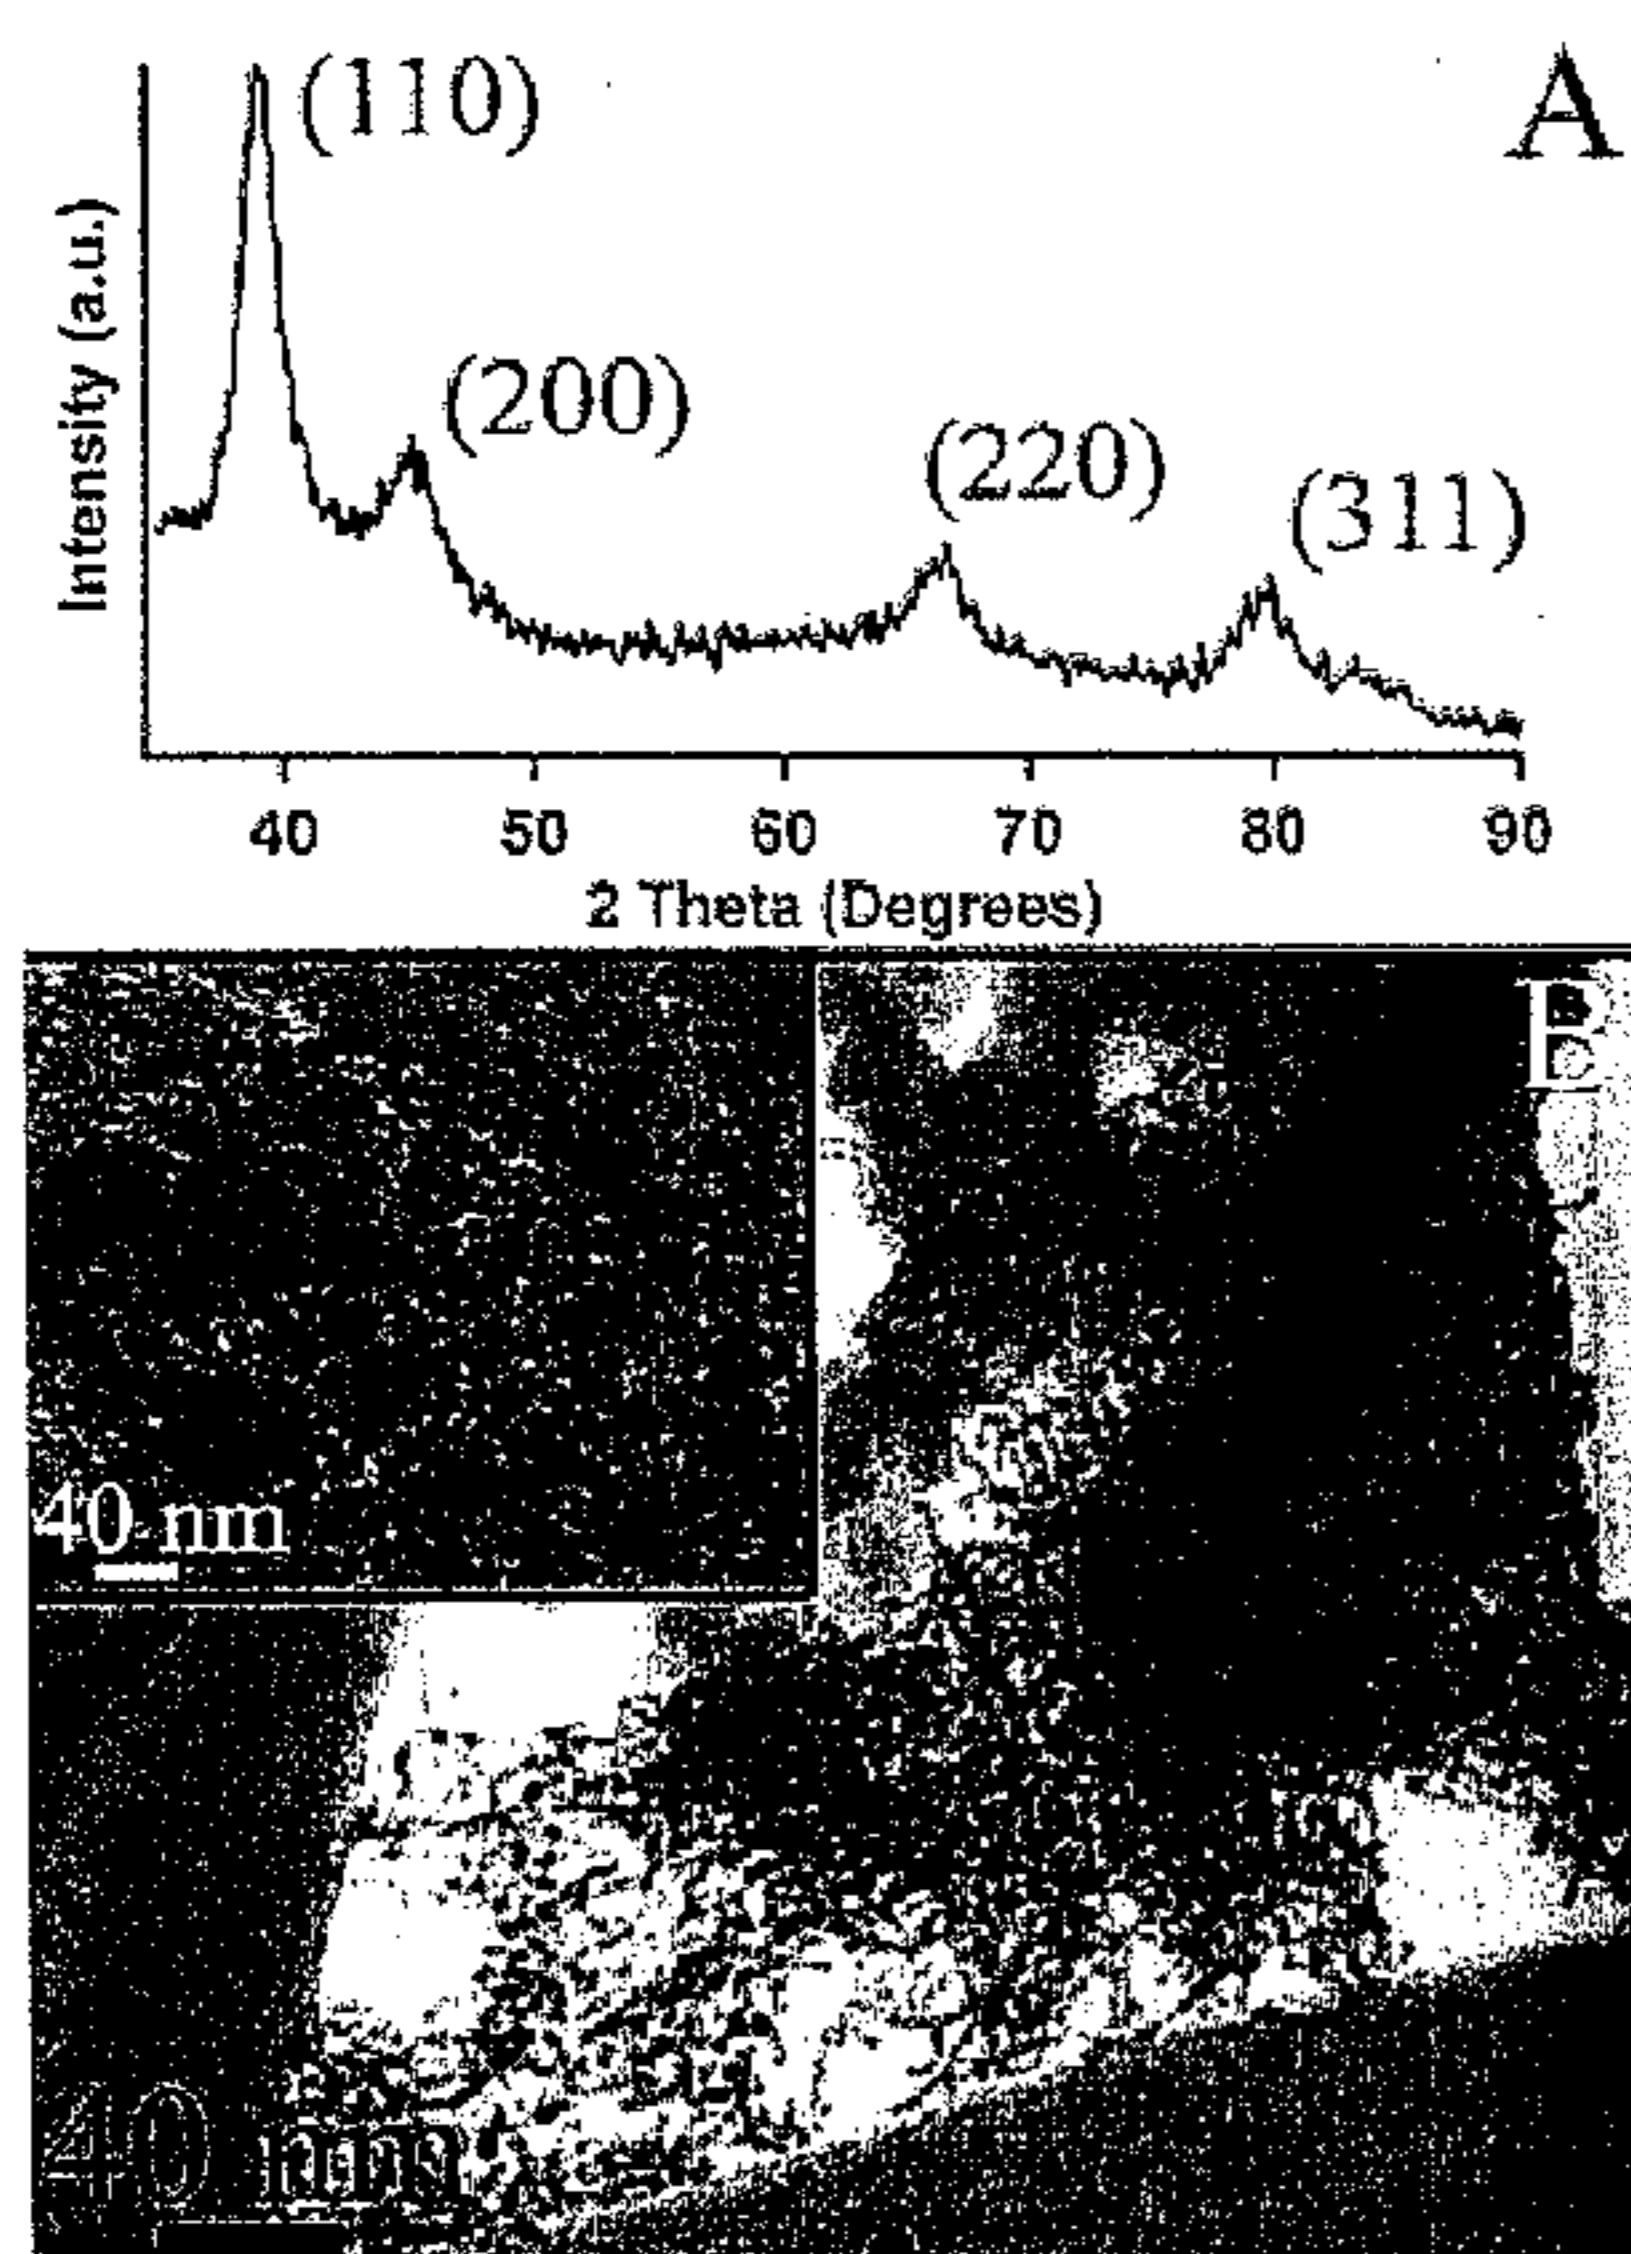 A
(110)
(200)
(220)
(311)
Intensity (a.u.)
40 50 60 70 80 90
2 Theta (Degrees)
B
40 nm
40 nm